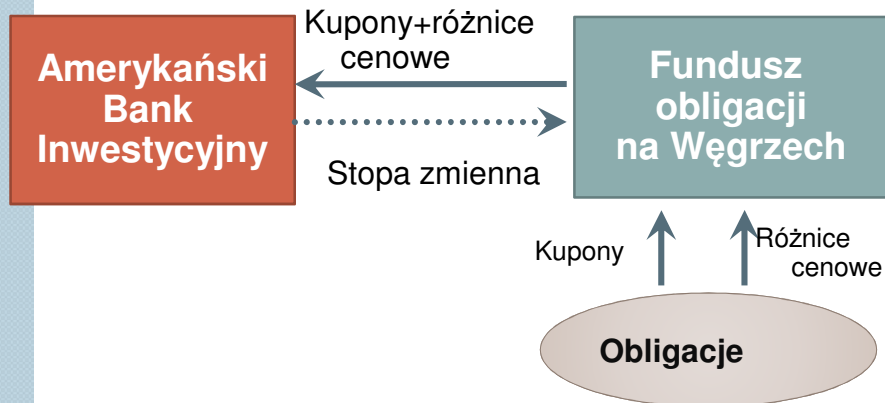 Kupony+różnice
cenowe
Amerykański
Bank
Inwestycyjny
Fundusz
obligacji
na Węgrzech
Stopa zmienna
Kupony
Różnice
cenowe
Obligacje